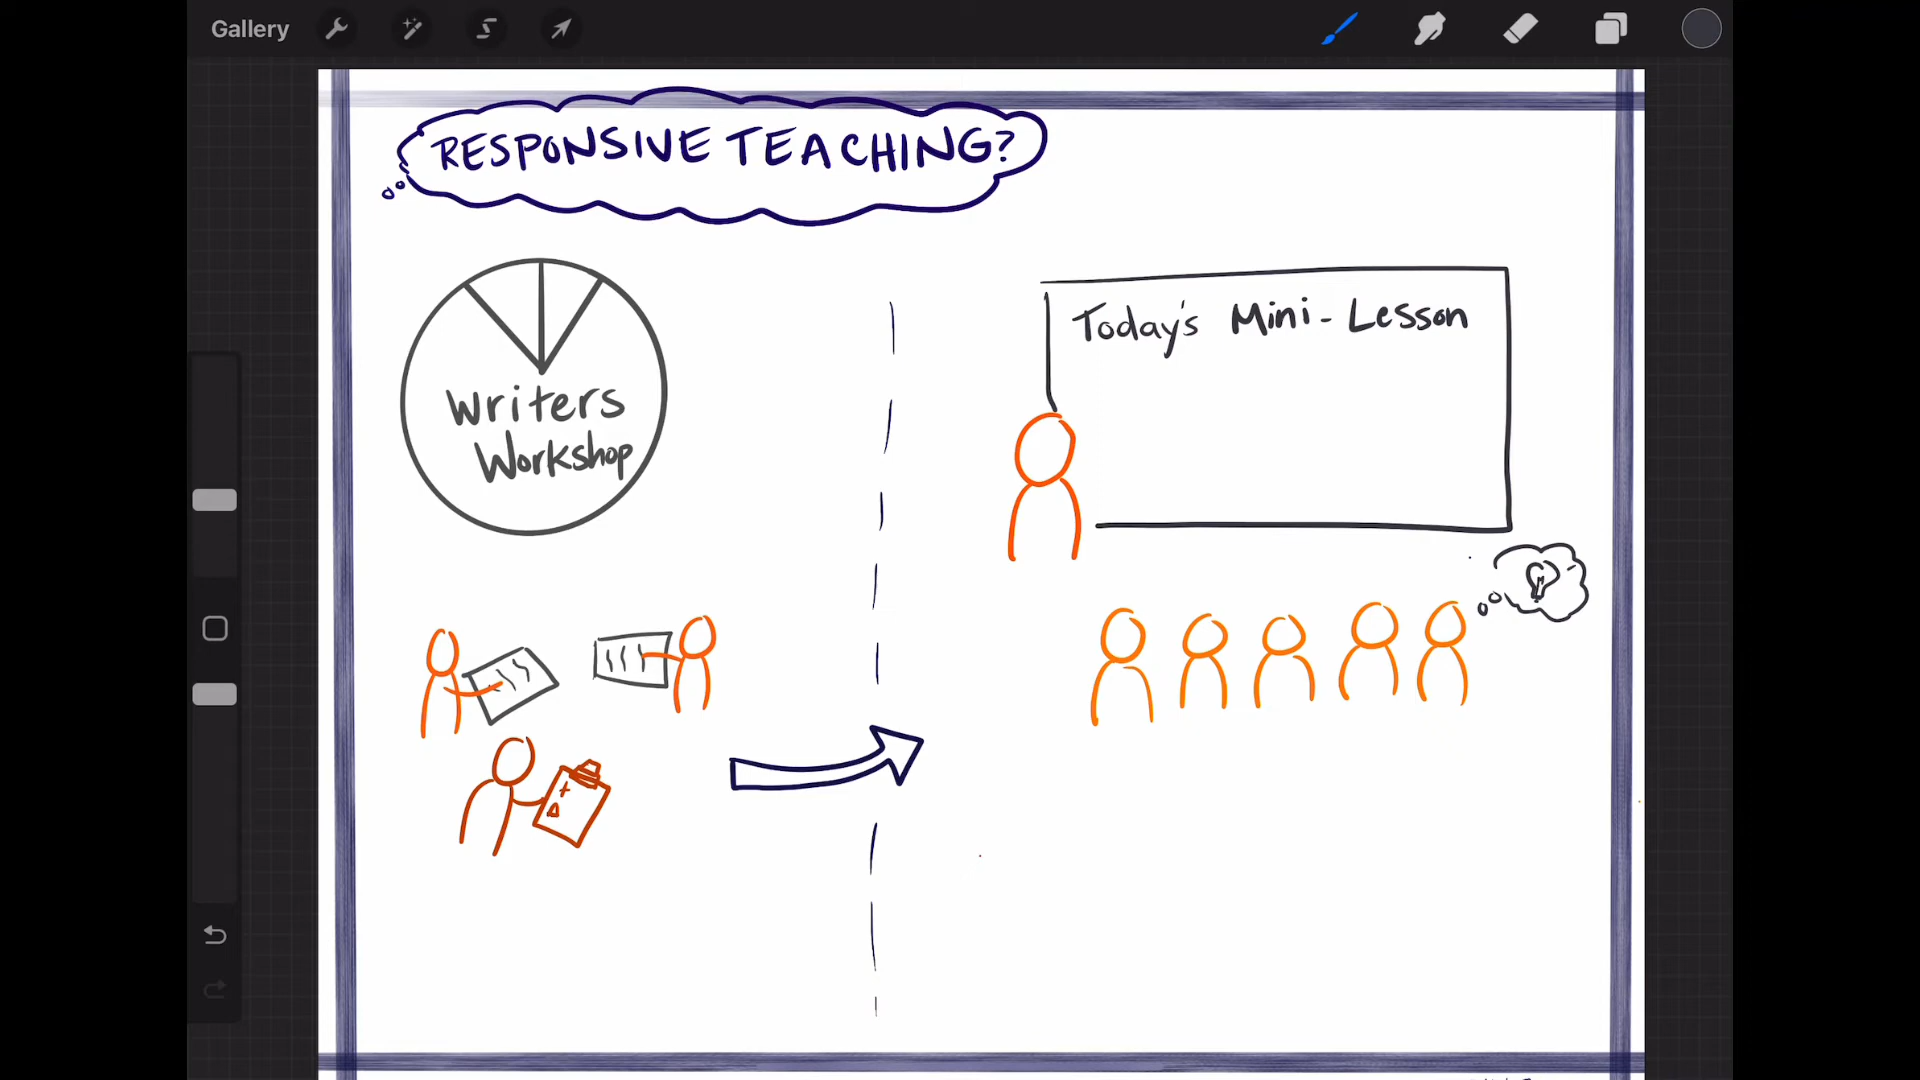 Gallery
RESPONSIVE TEACHING?
Writers
Workshop
Today's Mini-Lesson